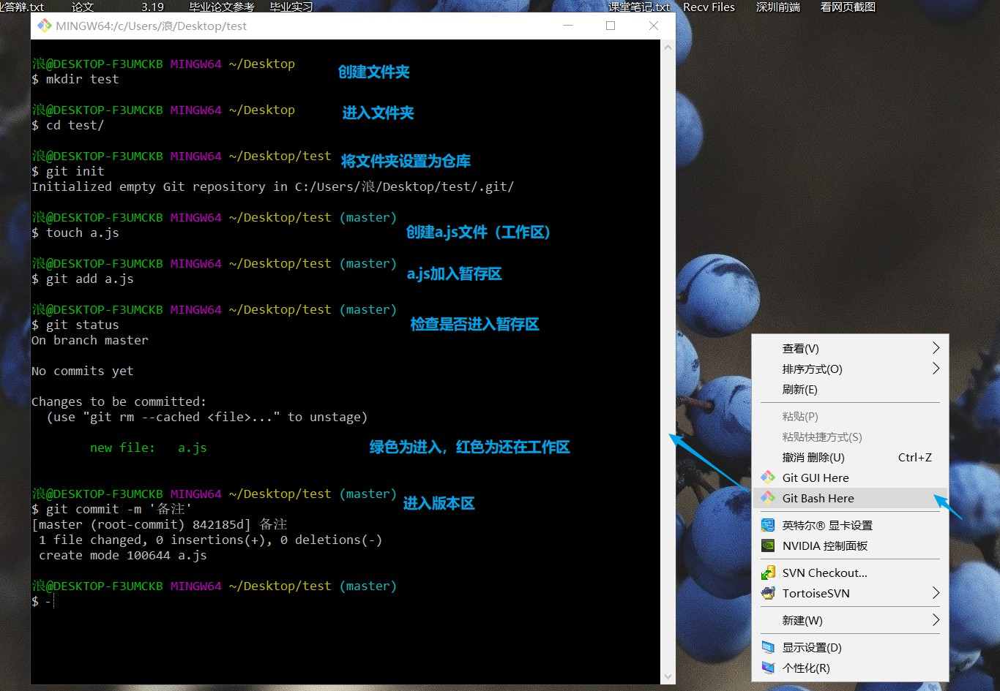 业答辩.txt 论文 3.19 毕业论文参考 毕业实习 课堂笔记.txt Recv Files 深圳前端 看网页截图
MINGW64:/c/Users/浪/Desktop/test
浪@DESKTOP-F3UMCKB MINGW64 ~/Desktop
$ mkdir test
创建文件夹
浪@DESKTOP-F3UMCKB MINGW64 ~/Desktop
$ cd test/
进入文件夹
浪@DESKTOP-F3UMCKB MINGW64 ~/Desktop/test
$ git init
将文件夹设置为仓库
Initialized empty Git repository in C:/Users/浪/Desktop/test/.git/
浪@DESKTOP-F3UMCKB MINGW64 ~/Desktop/test (master)
$ touch a.js
创建a.js文件（工作区）
浪@DESKTOP-F3UMCKB MINGW64 ~/Desktop/test (master)
$ git add a.js
a.js加入暂存区
浪@DESKTOP-F3UMCKB MINGW64 ~/Desktop/test (master)
$ git status
检查是否进入暂存区
On branch master
No commits yet
Changes to be committed:
(use "git rm --cached <file>..." to unstage)
new file: a.js
绿色为进入，红色为还在工作区
浪@DESKTOP-F3UMCKB MINGW64 ~/Desktop/test (master)
$ git commit -m '备注'
进入版本区
[master (root-commit) 842185d] 备注
1 file changed, 0 insertions(+), 0 deletions(-)
create mode 100644 a.js
浪@DESKTOP-F3UMCKB MINGW64 ~/Desktop/test (master)
$ -
查看(V)
排序方式(O)
刷新(E)
粘贴(P)
粘贴快捷方式(S)
撤消 删除(U) Ctrl+Z
Git GUI Here
Git Bash Here
英特尔® 显卡设置
NVIDIA 控制面板
SVN Checkout...
TortoiseSVN
新建(W)
显示设置(D)
个性化(R)